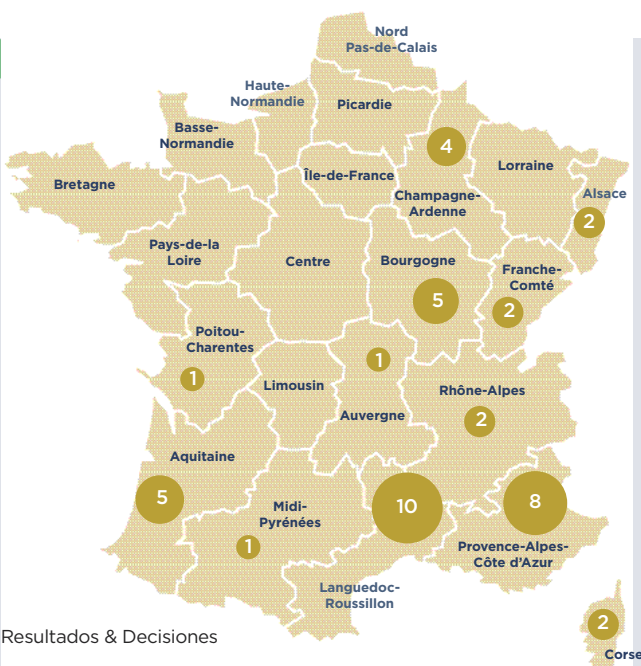 Nord
Pas-de-Calais
Haute-
Normandie
Picardie
Basse-
Normandie
4
Lorraine
Île-de-France
Bretagne
Champagne-
Ardenne
Alsace
2
Pays-de-la
Loire
Centre
Bourgogne
Franche-
Comté
5
2
Poitou-
Charentes
1
1
Limousin
Rhône-Alpes
Auvergne
2
Aquitaine
5
10
8
Midi-
Pyrénées
1
Provence-Alpes-
Côte d'Azur
Languedoc-
Roussillon
2
Resultados & Decisiones
Corse